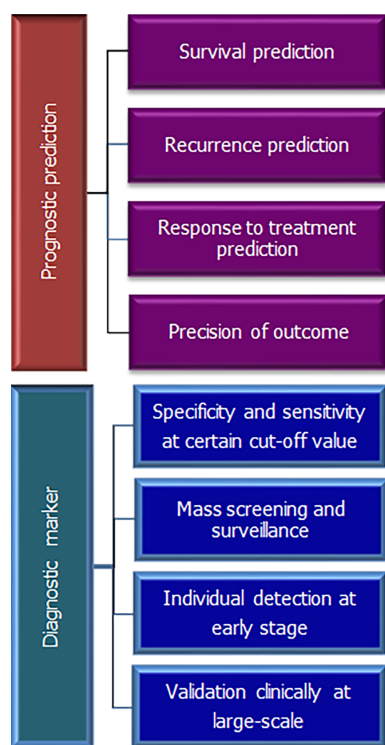 Prognostic prediction
Survival prediction
Recurrence prediction
Response to treatment
prediction
Precision of outcome
Diagnostic marker
Specificity and sensitivity
at certain cut-off value
Mass screening and
surveillance
Individual detection at
early stage
Validation clinically at
large-scale